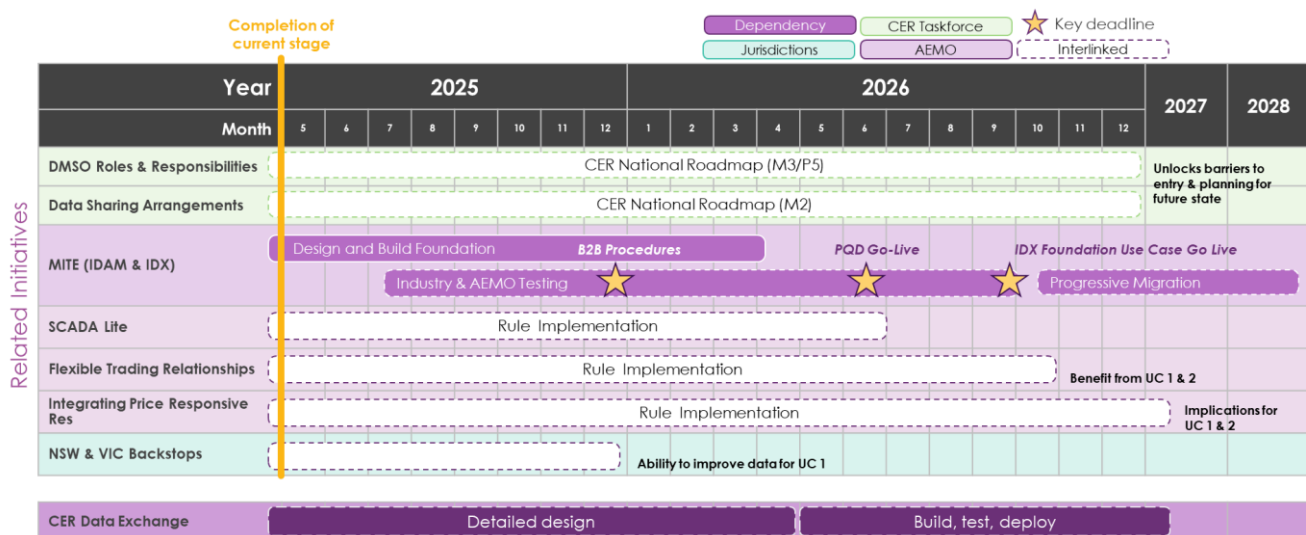 Completion of
current stage
Dependency
CER Taskforce
Key deadline
Jurisdictions
AEMO
Interlinked
Year
2025
2026
2027
2028
Month
5 6 7 8 9 10 11 12 1 2 3 4 5 6 7 8 9 10 11 12
Related Initiatives
DMSO Roles & Responsibilities
CER National Roadmap (M3/P5)
Unlocks barriers to
entry & planning for
future state
Data Sharing Arrangements
CER National Roadmap (M2)
MITE (IDAM & IDX)
Design and Build Foundation
B2B Procedures
PQD Go-Live
IDX Foundation Use Case Go Live
Industry & AEMO Testing
Progressive Migration
SCADA Lite
Rule Implementation
Flexible Trading Relationships
Rule Implementation
Benefit from UC 1 & 2
Integrating Price Responsive
Res
Rule Implementation
Implications for
UC 1 & 2
NSW & VIC Backstops
Ability to improve data for UC 1
CER Data Exchange
Detailed design
Build, test, deploy